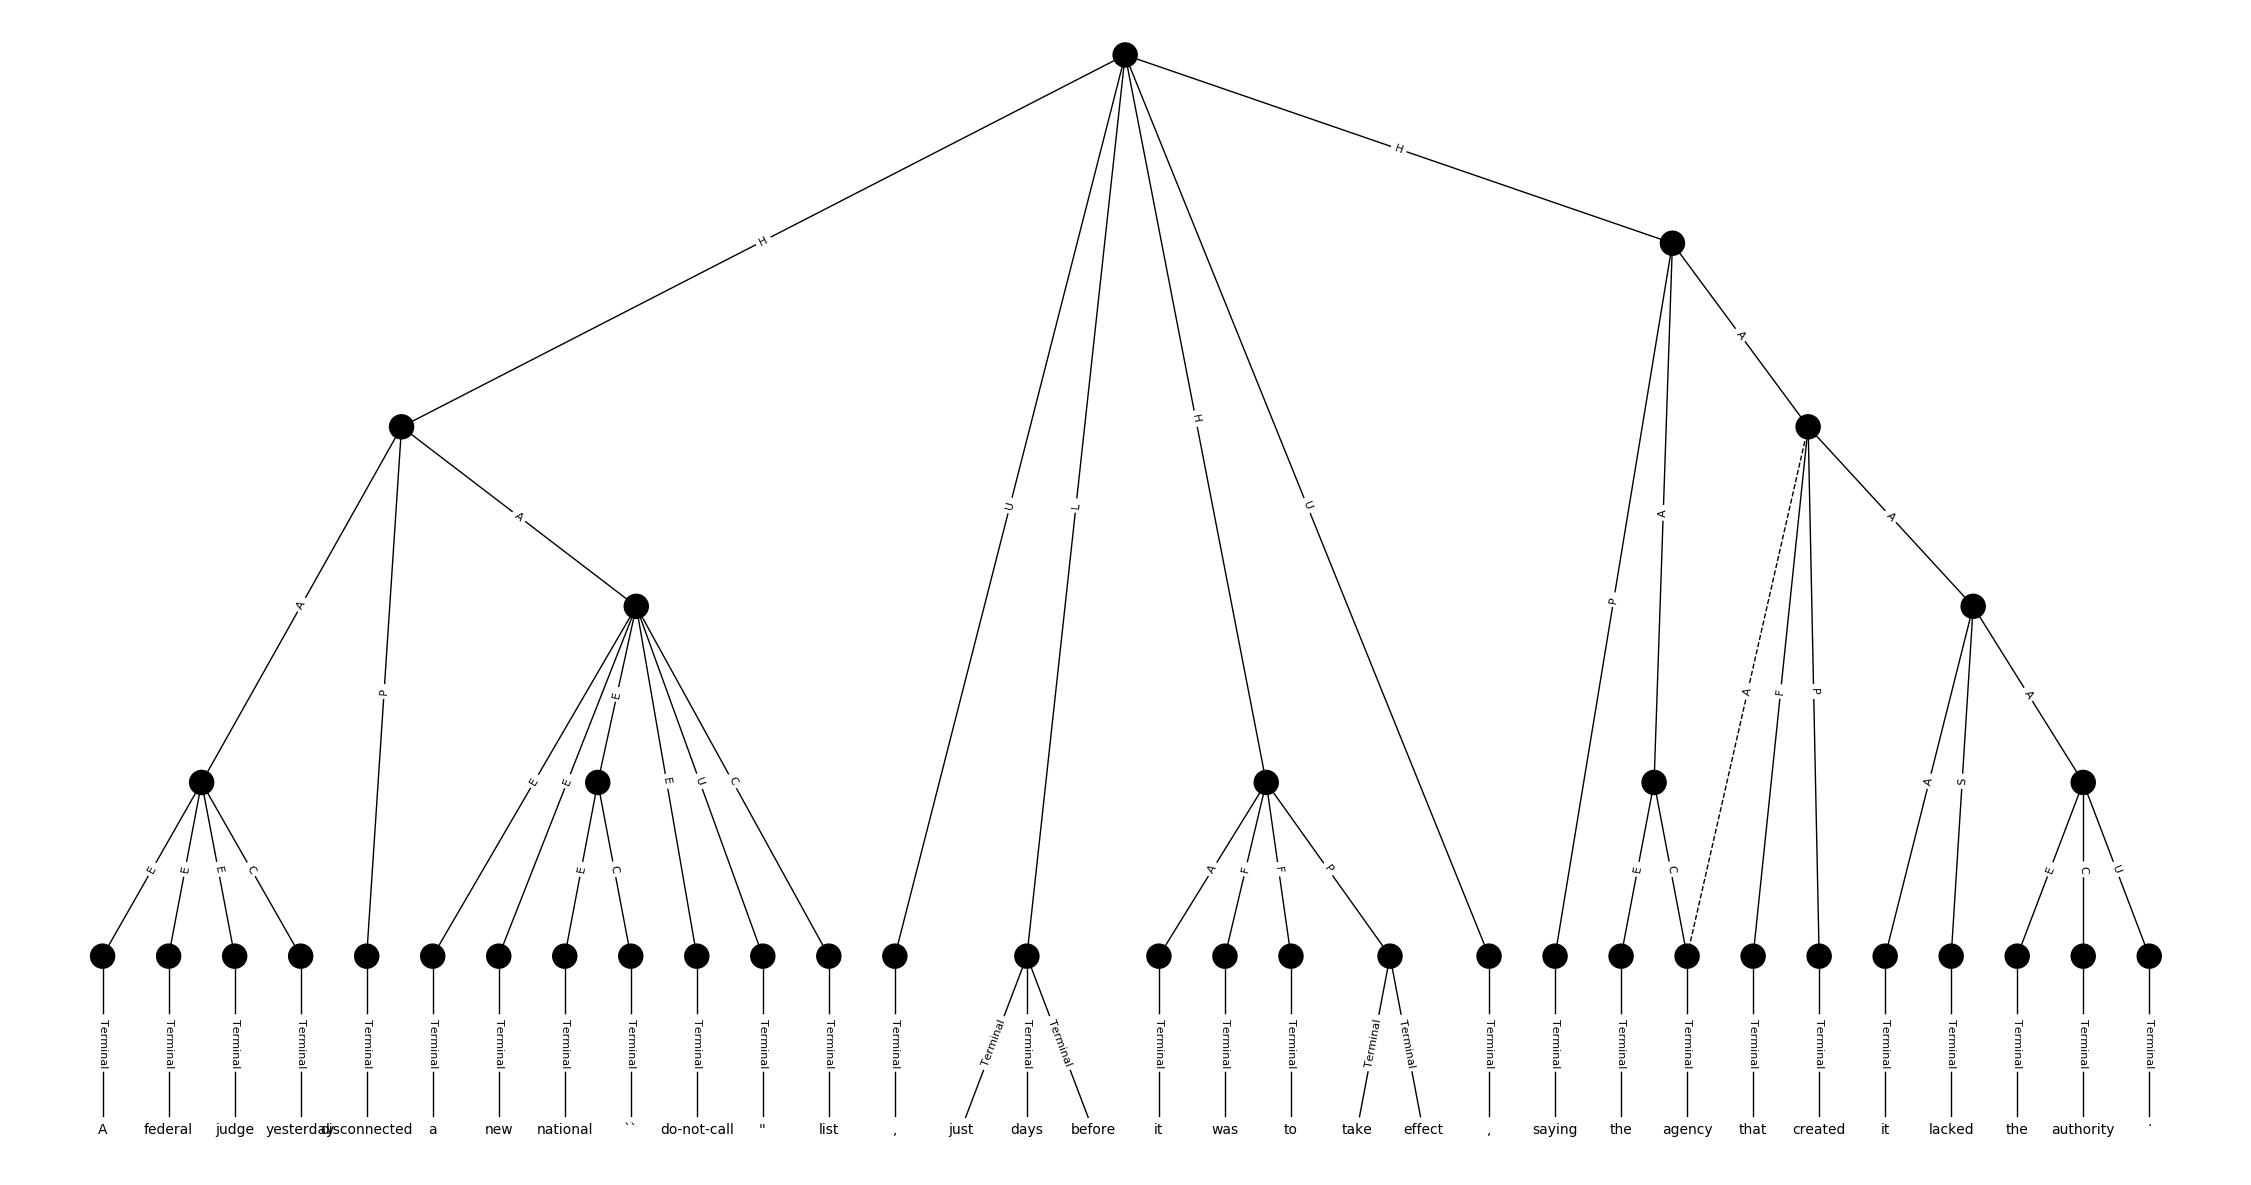 H H
H
A
A
A A
H
U L U A
P
A
P E A F P A
E E E U C A S
E E E C E C A F F P E C E C U
Terminal Terminal Terminal Terminal Terminal Terminal Terminal Terminal Terminal Terminal Terminal Terminal Terminal Terminal Terminal Terminal Terminal Terminal Terminal Terminal Terminal Terminal Terminal Terminal Terminal Terminal Terminal Terminal Terminal Terminal Terminal Terminal
A federal judge yesterday disconnected a new national `` do-not-call " list , just days before it was to take effect , saying the agency that created it lacked the authority .